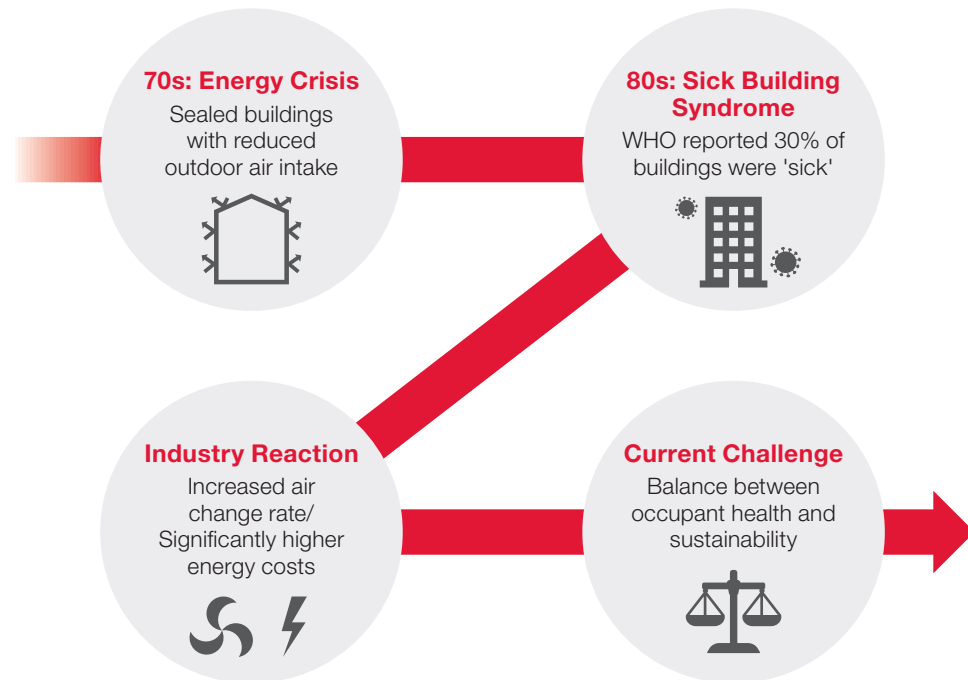 70s: Energy Crisis
Sealed buildings
with reduced
outdoor air intake
80s: Sick Building
Syndrome
WHO reported 30% of
buildings were 'sick'
Industry Reaction
Increased air
change rate/
Significantly higher
energy costs
Current Challenge
Balance between
occupant health and
sustainability